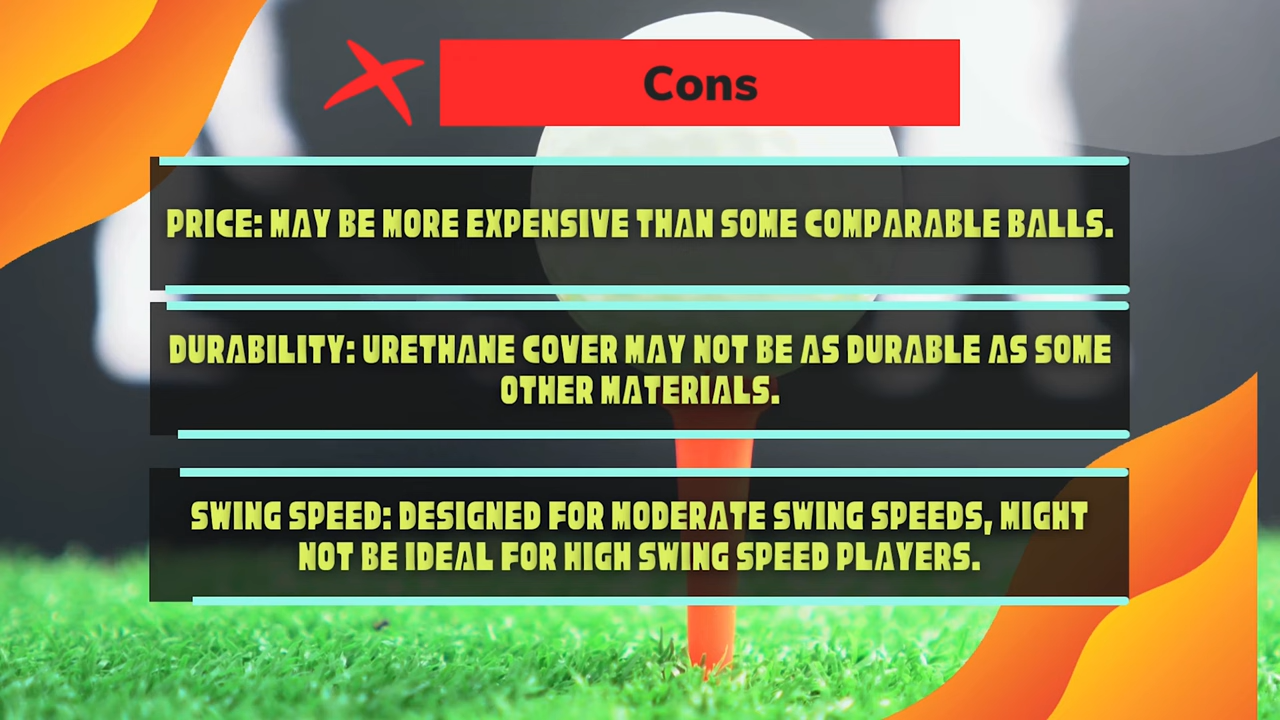 Cons
PRICE: MAY BE MORE EXPENSIVE THAN SOME COMPARABLE BALLS.
DURABILITY: URETHANE COVER MAY NOT BE AS DURABLE AS SOME
OTHER MATERIALS.
SWING SPEED: DESIGNED FOR MODERATE SWING SPEEDS, MIGHT
NOT BE IDEAL FOR HIGH SWING SPEED PLAYERS.